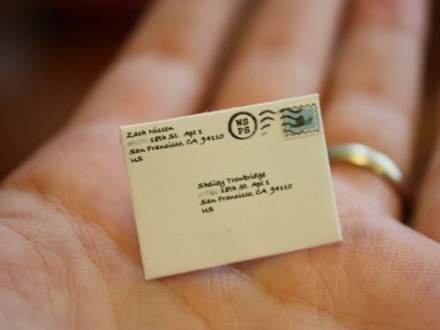 Zack Nissen
18th St. Apt 1
San Francisco, CA 94110
US
WS
PS
Shelley Trowbridge
18th St. Apt 1
San Francisco, CA 94110
US